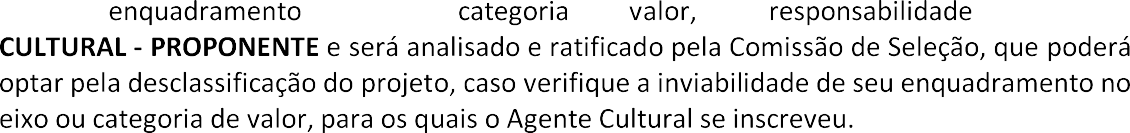 enquadramento categoria valor, responsabilidade
CULTURAL - PROPONENTE e será analisado e ratificado pela Comissão de Seleção, que poderá
optar pela desclassificação do projeto, caso verifique a inviabilidade de seu enquadramento no
eixo ou categoria de valor, para os quais o Agente Cultural se inscreveu.